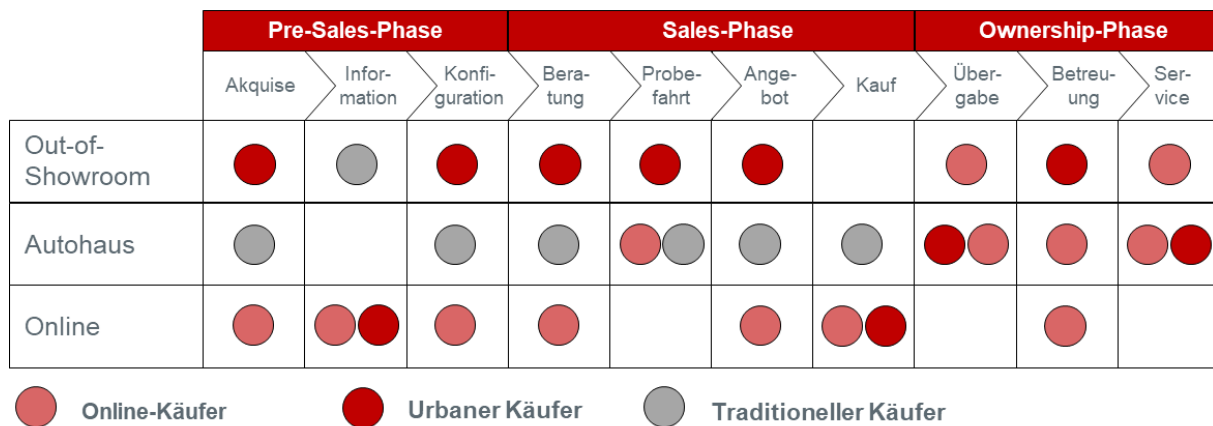 Pre-Sales-Phase
Sales-Phase
Ownership-Phase
Akquise
Infor-
mation
Konfi-
guration
Bera-
tung
Probe-
fahrt
Ange-
bot
Kauf
Über-
gabe
Betreu-
ung
Ser-
vice
Out-of-
Showroom
Autohaus
Online
Online-Käufer
Urbaner Käufer
Traditioneller Käufer